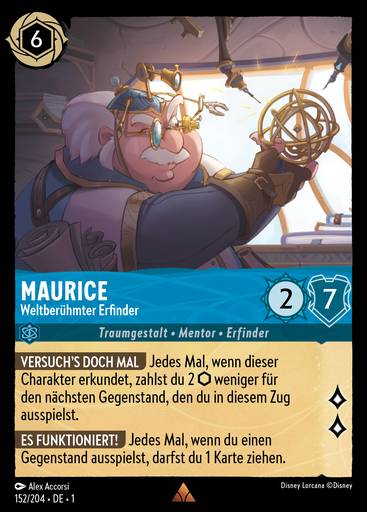 6
MAURICE
Weltberühmter Erfinder
2
7
Traumgestalt • Mentor • Erfinder
VERSUCH'S DOCH MAL Jedes Mal, wenn dieser
Charakter erkundet, zahlst du 2 weniger für
den nächsten Gegenstand, den du in diesem Zug
ausspielst.
ES FUNKTIONIERT! Jedes Mal, wenn du einen
Gegenstand ausspielst, darfst du 1 Karte ziehen.
Alex Accorsi
152/204 • DE • 1
Disney Lorcana ©Disney